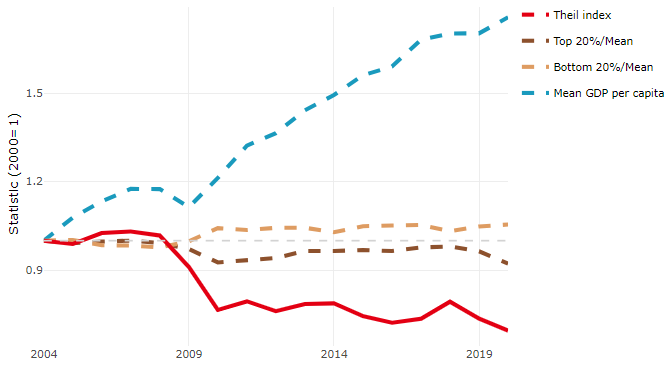 Theil index
Top 20%/Mean
Bottom 20%/Mean
Mean GDP per capita
Statistic (2000= 1)
1.5
1.2
0.9
2004
2009
2014
2019